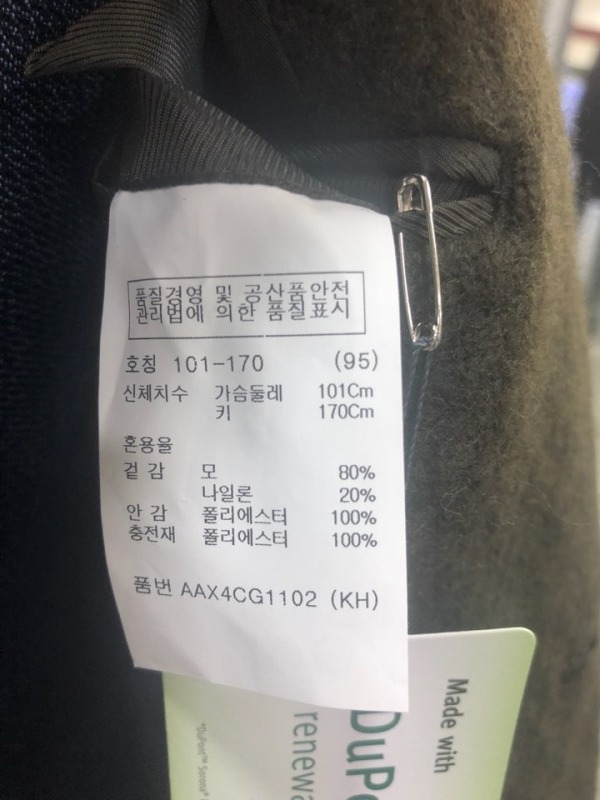 품질경영 및 공산품안전
관리법에 의한 품질표시
호칭 101-170 (95)
신체치수 가슴둘레 101Cm
키 170Cm
혼용율
겉 감 모 80%
나일론 20%
안 감 폴리에스터 100%
충전재 폴리에스터 100%
품번 AAX4CG1102 (KH)
Made with
DuP
renewa
*DuPont™ Sorona®